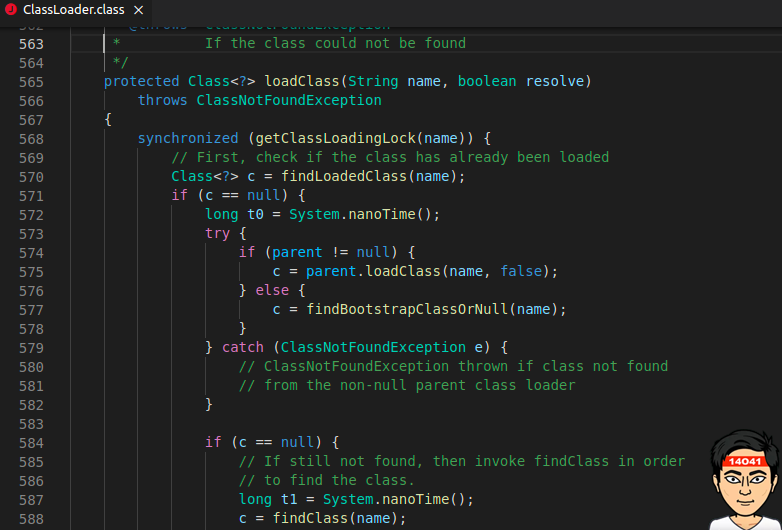 ClassLoader.class
563 * If the class could not be found
564 */
565 protected Class<?> loadClass(String name, boolean resolve)
566 throws ClassNotFoundException
567 {
568 synchronized (getClassLoadingLock(name)) {
569 // First, check if the class has already been loaded
570 Class<?> c = findLoadedClass(name);
571 if (c == null) {
572 long t0 = System.nanoTime();
573 try {
574 if (parent != null) {
575 c = parent.loadClass(name, false);
576 } else {
577 c = findBootstrapClassOrNull(name);
578 }
579 } catch (ClassNotFoundException e) {
580 // ClassNotFoundException thrown if class not found
581 // from the non-null parent class loader
582 }
583
584 if (c == null) {
585 // If still not found, then invoke findClass in order
586 // to find the class.
587 long t1 = System.nanoTime();
588 c = findClass(name);
14041